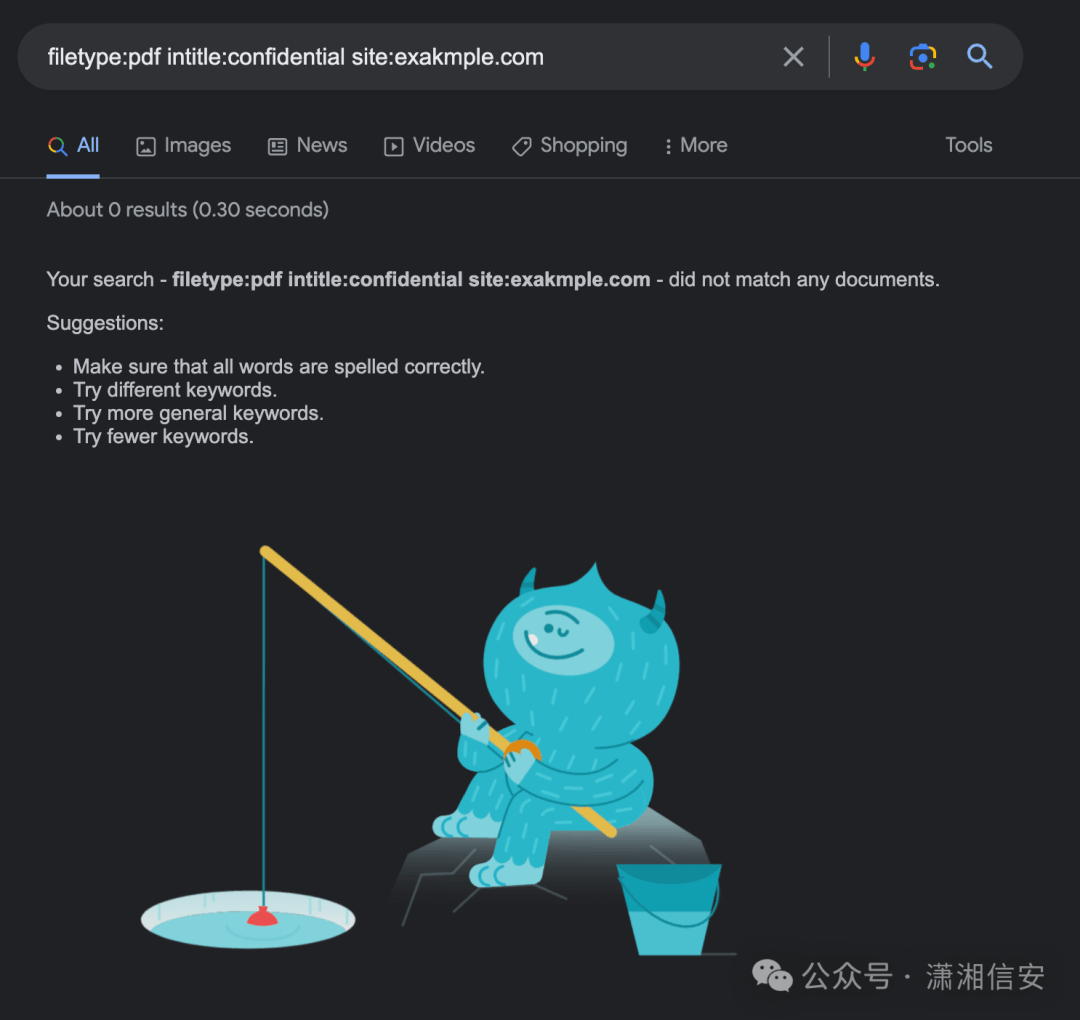 filetype:pdf intitle:confidential site:exakmple.com
All Images News Videos Shopping More Tools
About 0 results (0.30 seconds)
Your search - filetype:pdf intitle:confidential site:exakmple.com - did not match any documents.
Suggestions:
• Make sure that all words are spelled correctly.
• Try different keywords.
• Try more general keywords.
• Try fewer keywords.
公众号 · 潇湘信安